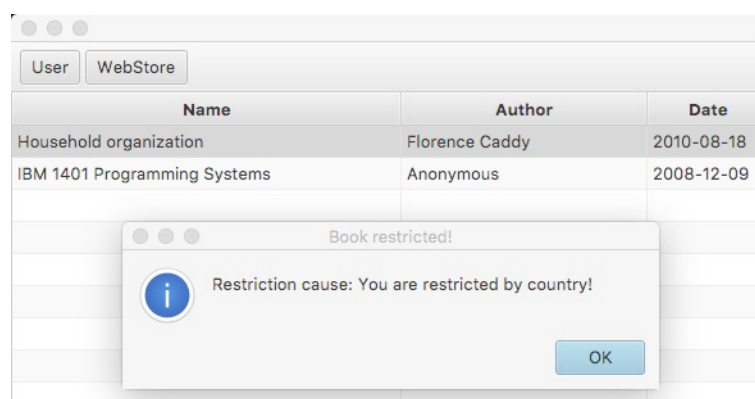 User WebStore
Name Author Date
Household organization Florence Caddy 2010-08-18
IBM 1401 Programming Systems Anonymous 2008-12-09
Book restricted!
Restriction cause: You are restricted by country!
OK